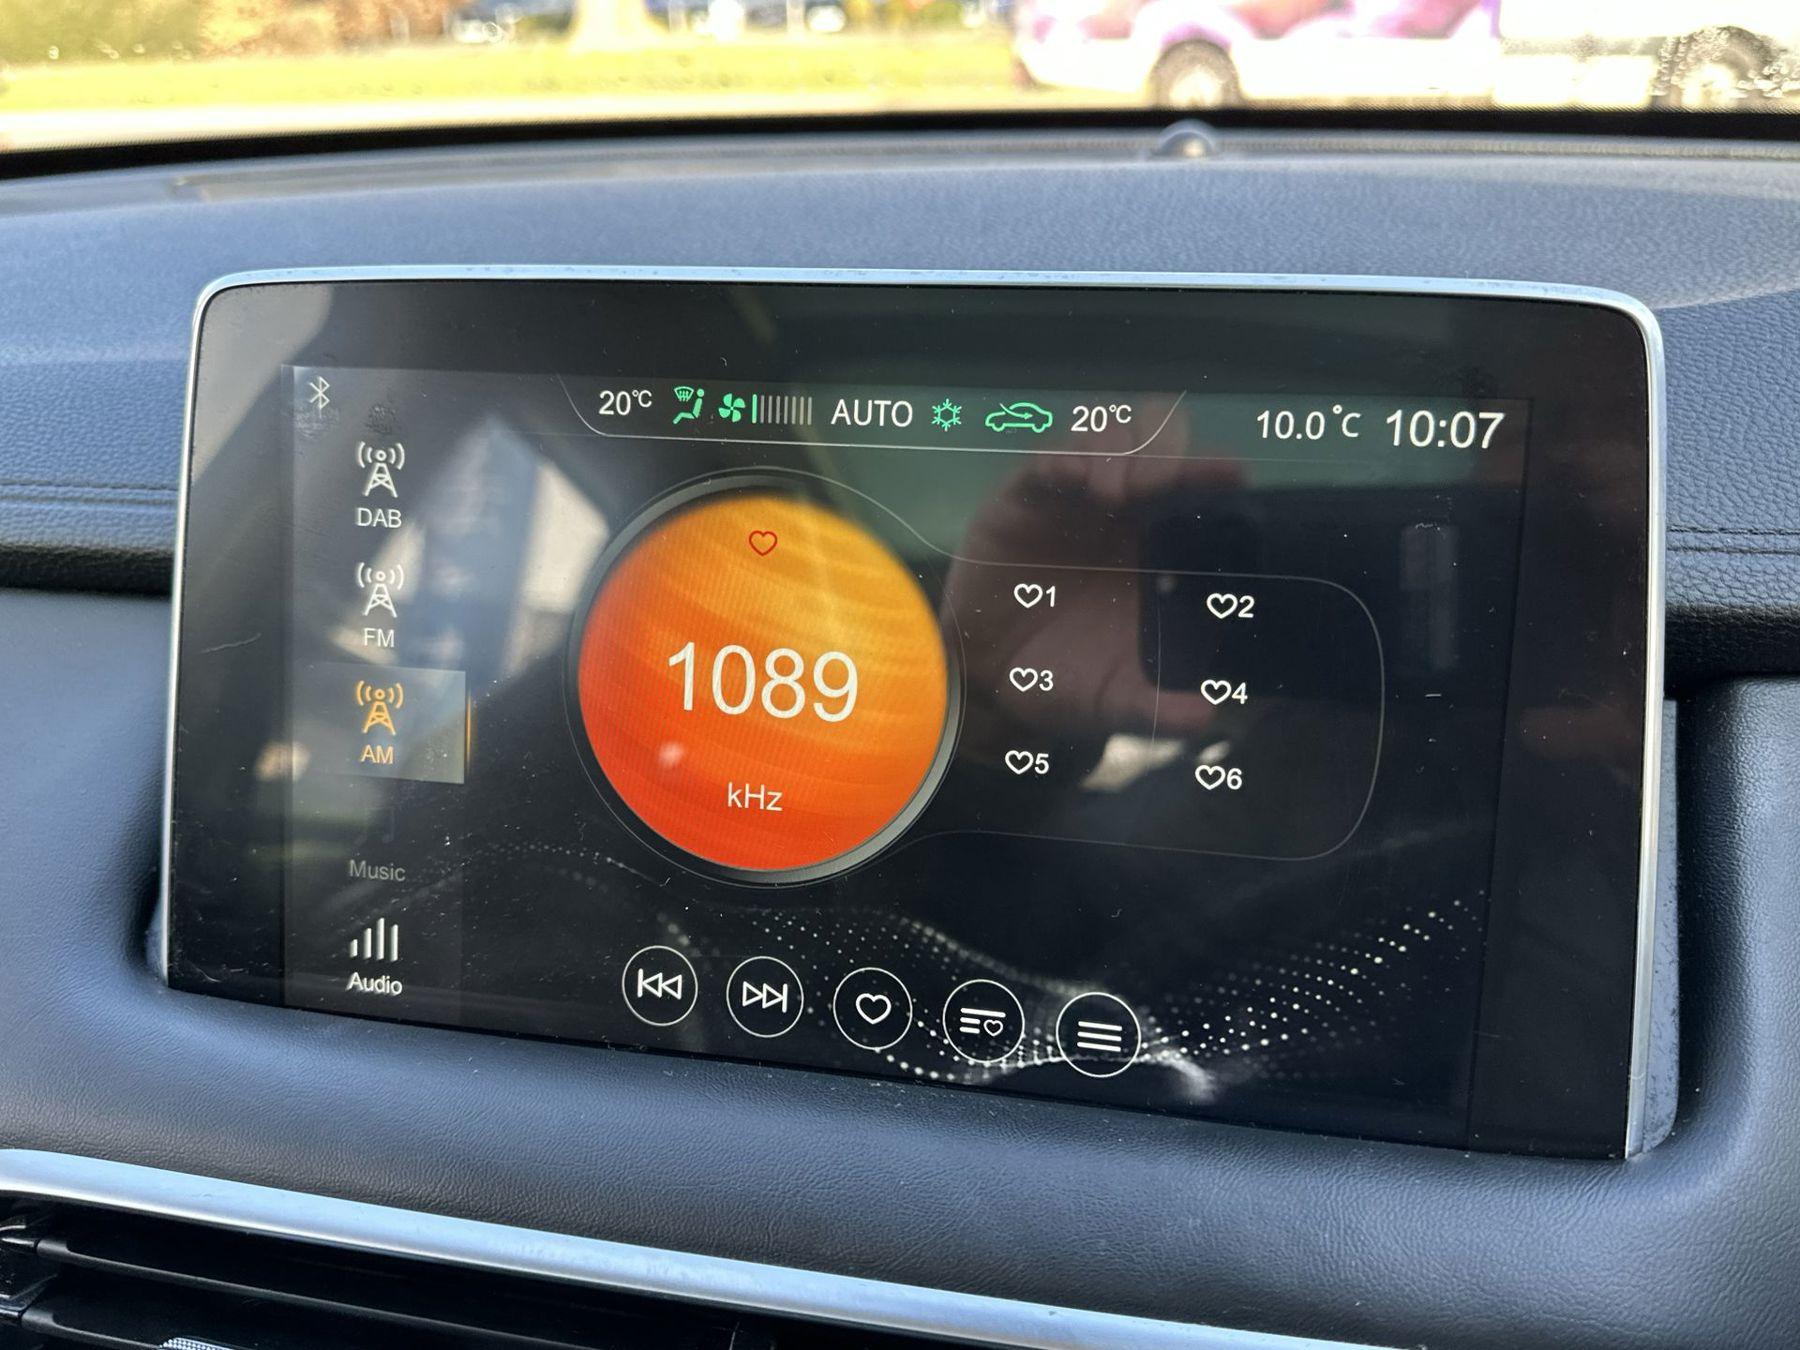 20°C AUTO 20°C 10.0°C 10:07
DAB
FM
AM
Music
Audio
1089
kHz
1
2
3
4
5
6